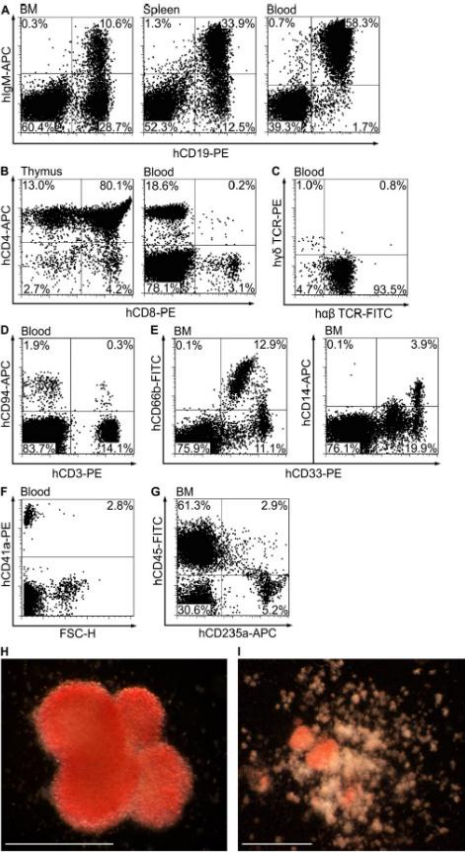 A BM Spleen Blood
0.3% 10.6% 1.3% 33.9% 0.7% 58.3%
hIgM-APC
60.4% 28.7% 52.3% 12.5% 39.3% 1.7%
hCD19-PE
B Thymus Blood C Blood
13.0% 80.1% 18.6% 0.2% 1.0% 0.8%
hCD4-APC
hγδ TCR-PE
2.7% 4.2% 78.1% 3.1% 4.7% 93.5%
hCD8-PE hαβ TCR-FITC
D Blood E BM BM
1.9% 0.3% 0.1% 12.9% 0.1% 3.9%
hCD94-APC
hCD66b-FITC
hCD14-APC
83.7% 14.1% 75.9% 11.1% 76.1% 19.9%
hCD3-PE hCD33-PE
F Blood G BM
2.8% 61.3% 2.9%
hCD41a-PE
hCD45-FITC
30.6% 5.2%
FSC-H hCD235a-APC
H I